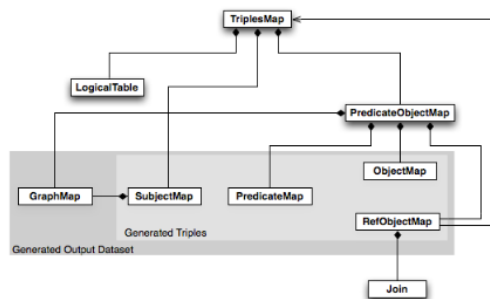 TriplesMap
LogicalTable
PredicateObjectMap
ObjectMap
GraphMap
SubjectMap
PredicateMap
RefObjectMap
Generated Triples
Generated Output Dataset
Join